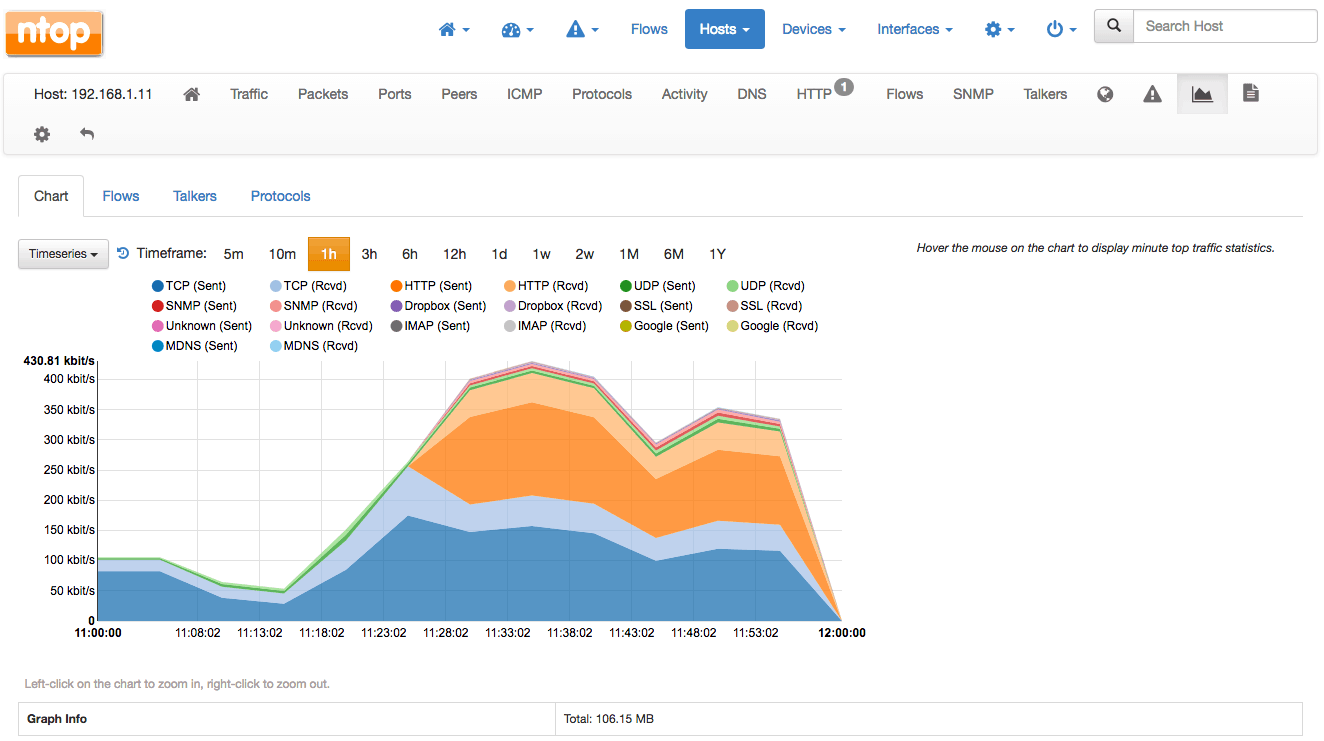 ntop Flows Hosts Devices Interfaces Search Host
Host: 192.168.1.11 Traffic Packets Ports Peers ICMP Protocols Activity DNS HTTP 1 Flows SNMP Talkers
Chart Flows Talkers Protocols
Timeseries Timeframe: 5m 10m 1h 3h 6h 12h 1d 1w 2w 1M 6M 1Y Hover the mouse on the chart to display minute top traffic statistics.
TCP (Sent) TCP (Rcvd) HTTP (Sent) HTTP (Rcvd) UDP (Sent) UDP (Rcvd)
SNMP (Sent) SNMP (Rcvd) Dropbox (Sent) Dropbox (Rcvd) SSL (Sent) SSL (Rcvd)
Unknown (Sent) Unknown (Rcvd) IMAP (Sent) IMAP (Rcvd) Google (Sent) Google (Rcvd)
MDNS (Sent) MDNS (Rcvd)
430.81 kbit/s
400 kbit/s
350 kbit/s
300 kbit/s
250 kbit/s
200 kbit/s
150 kbit/s
100 kbit/s
50 kbit/s
0
11:00:00 11:08:02 11:13:02 11:18:02 11:23:02 11:28:02 11:33:02 11:38:02 11:43:02 11:48:02 11:53:02 12:00:00
Left-click on the chart to zoom in, right-click to zoom out.
Graph Info Total: 106.15 MB